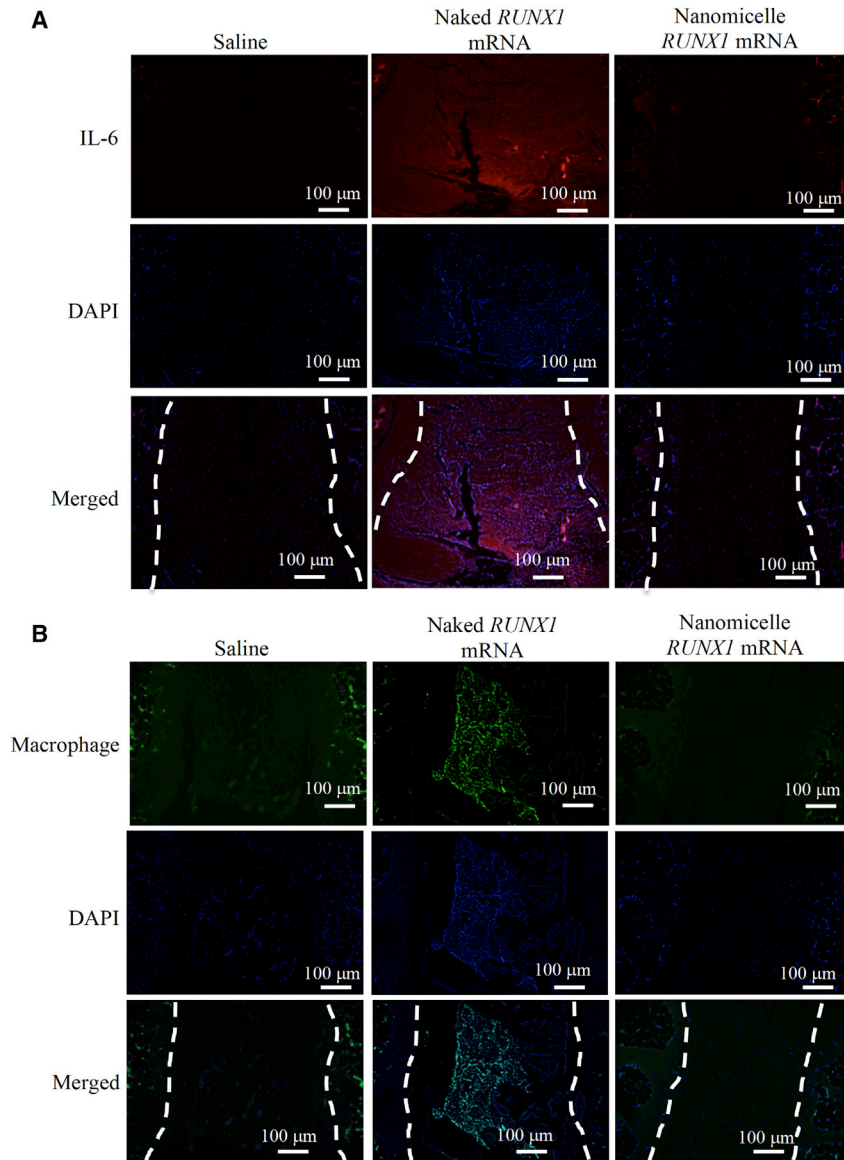 A
Saline
Naked RUNX1
mRNA
Nanomicelle
RUNX1 mRNA
IL-6
100 µm
100 µm
100 µm
DAPI
100 µm
100 µm
100 µm
Merged
100 µm
100 µm
100 µm
B
Saline
Naked RUNX1
mRNA
Nanomicelle
RUNX1 mRNA
Macrophage
100 µm
100 µm
100 µm
DAPI
100 µm
100 µm
100 µm
Merged
100 µm
100 µm
100 µm